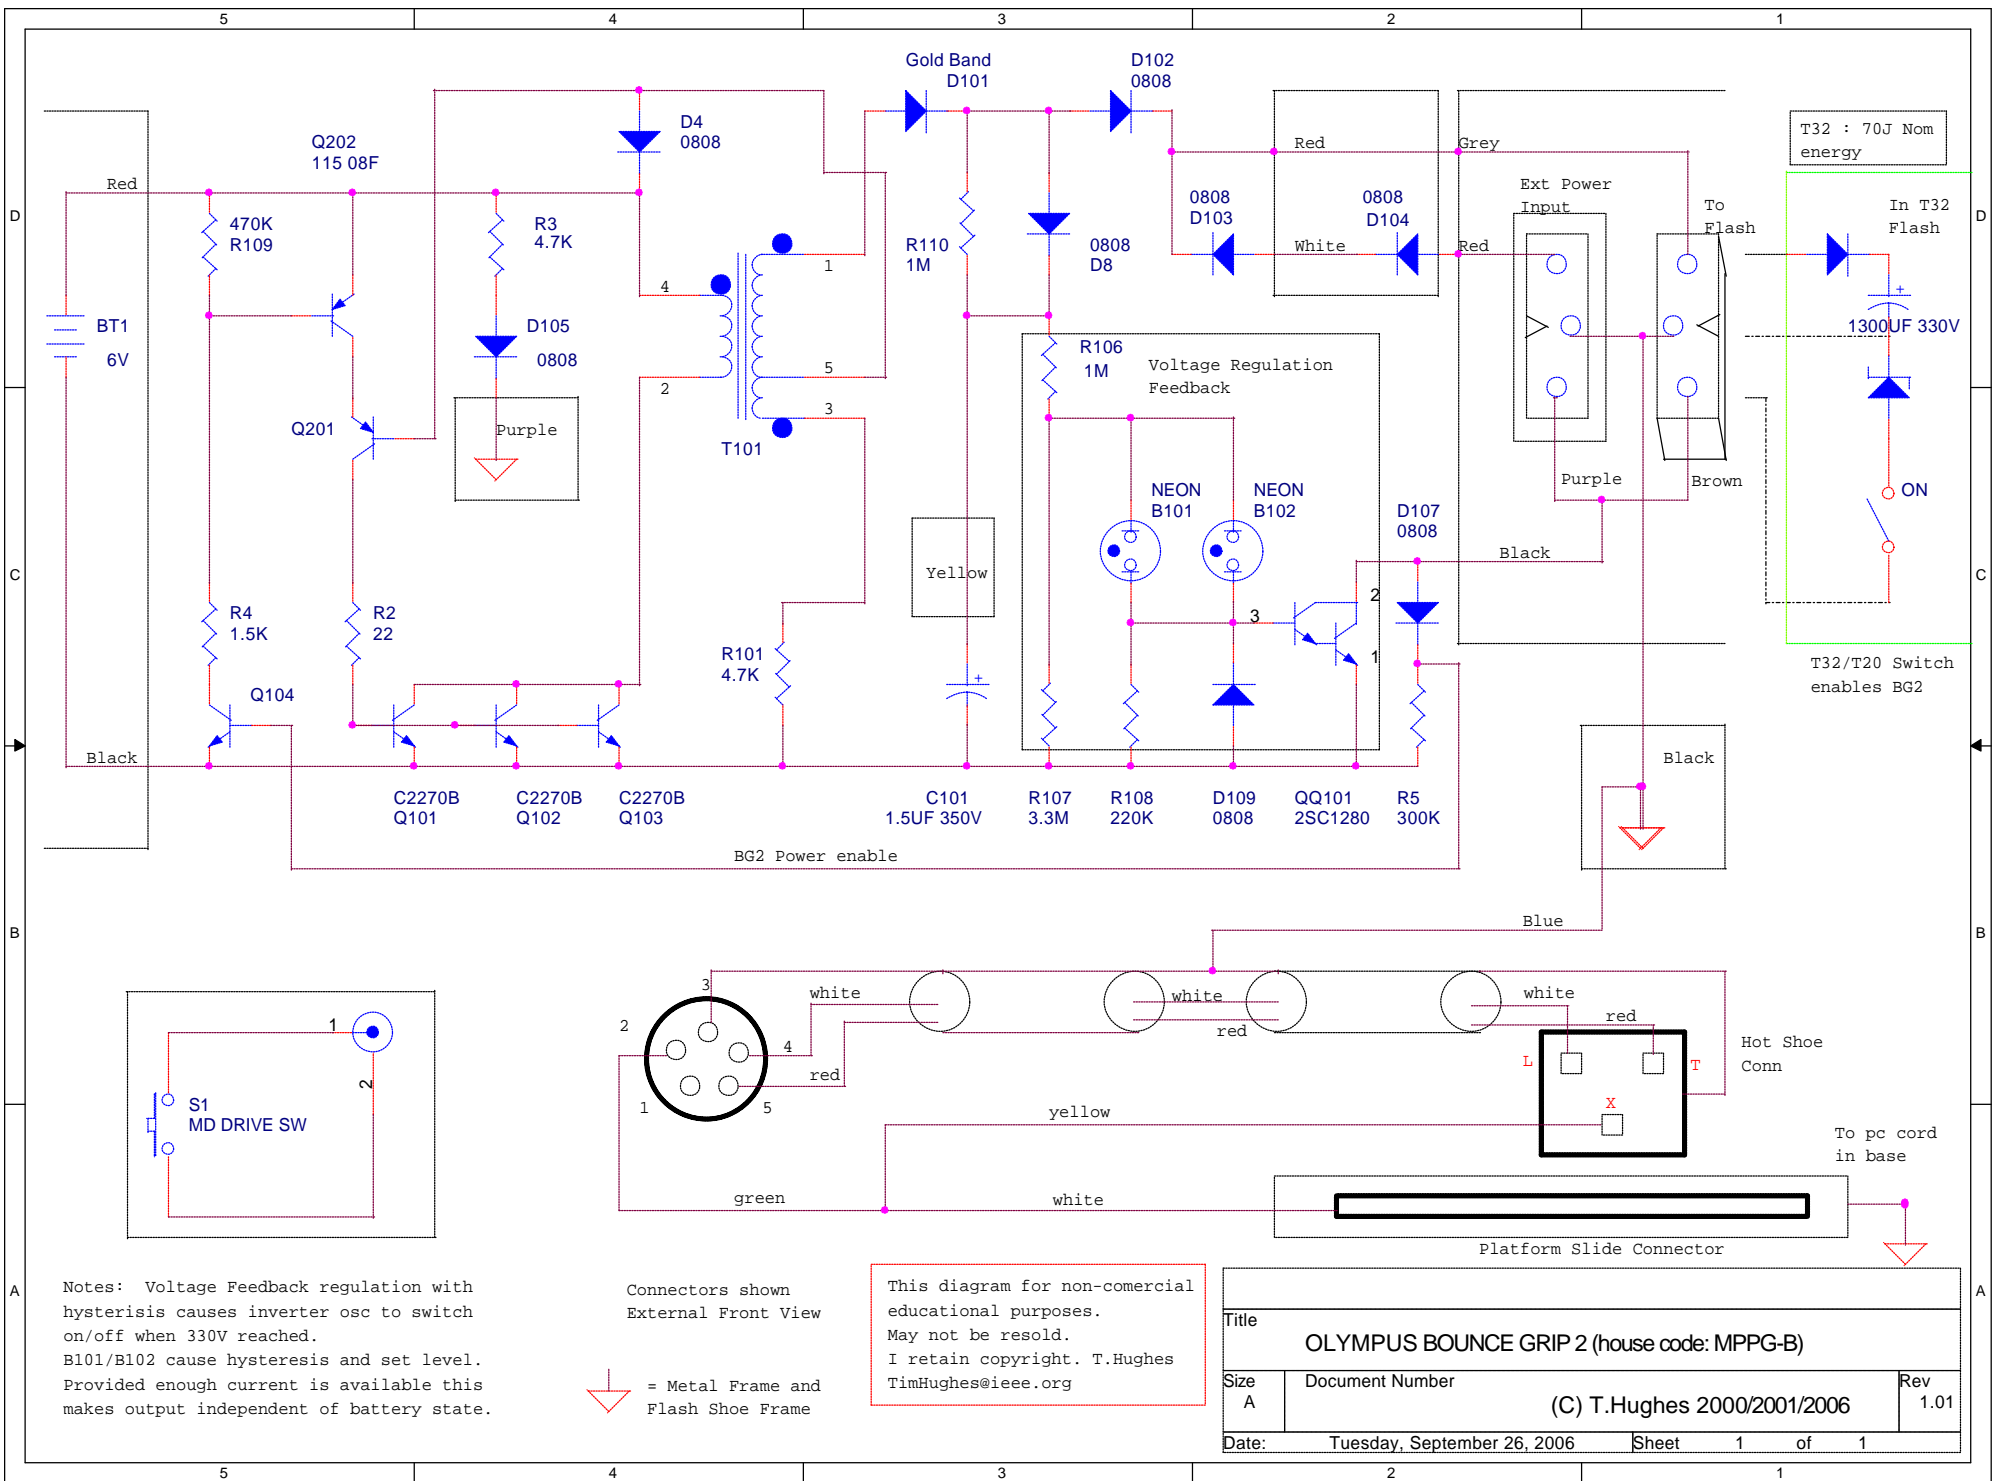 5
4
3
2
1
Gold Band
D101
D102
0808
D4
0808
Q202
115 08F
T32 : 70J Nom
energy
Red
Red
Grey
D
470K
R109
R3
4.7K
R110
1M
0808
D8
0808
D103
0808
D104
White
Red
Ext Power
Input
To
Flash
In T32
Flash
D
4
1
BT1
6V
D105
0808
5
2
3
R106
1M
Voltage Regulation
Feedback
+
1300UF 330V
Q201
Purple
T101
NEON
B101
NEON
B102
D107
0808
Purple
Brown
ON
C
Yellow
Black
C
R4
1.5K
R2
22
R101
4.7K
3
2
1
+
T32/T20 Switch
enables BG2
Q104
Black
Black
C2270B
Q101
C2270B
Q102
C2270B
Q103
C101
1.5UF 350V
R107
3.3M
R108
220K
D109
0808
QQ101
2SC1280
R5
300K
BG2 Power enable
B
Blue
B
3
2
4
1
5
white
red
white
red
white
red
L
T
X
Hot Shoe
Conn
1
2
S1
MD DRIVE SW
yellow
green
white
To pc cord
in base
Platform Slide Connector
A
Notes: Voltage Feedback regulation with
hysterisis causes inverter osc to switch
on/off when 330V reached.
B101/B102 cause hysteresis and set level.
Provided enough current is available this
makes output independent of battery state.
Connectors shown
External Front View
= Metal Frame and
Flash Shoe Frame
This diagram for non-comercial
educational purposes.
May not be resold.
I retain copyright. T.Hughes
TimHughes@ieee.org
A
Title
OLYMPUS BOUNCE GRIP 2 (house code: MPPG-B)
Size
A
Document Number
(C) T.Hughes 2000/2001/2006
Rev
1.01
Date:
Tuesday, September 26, 2006
Sheet
1
of
1
5
4
3
2
1